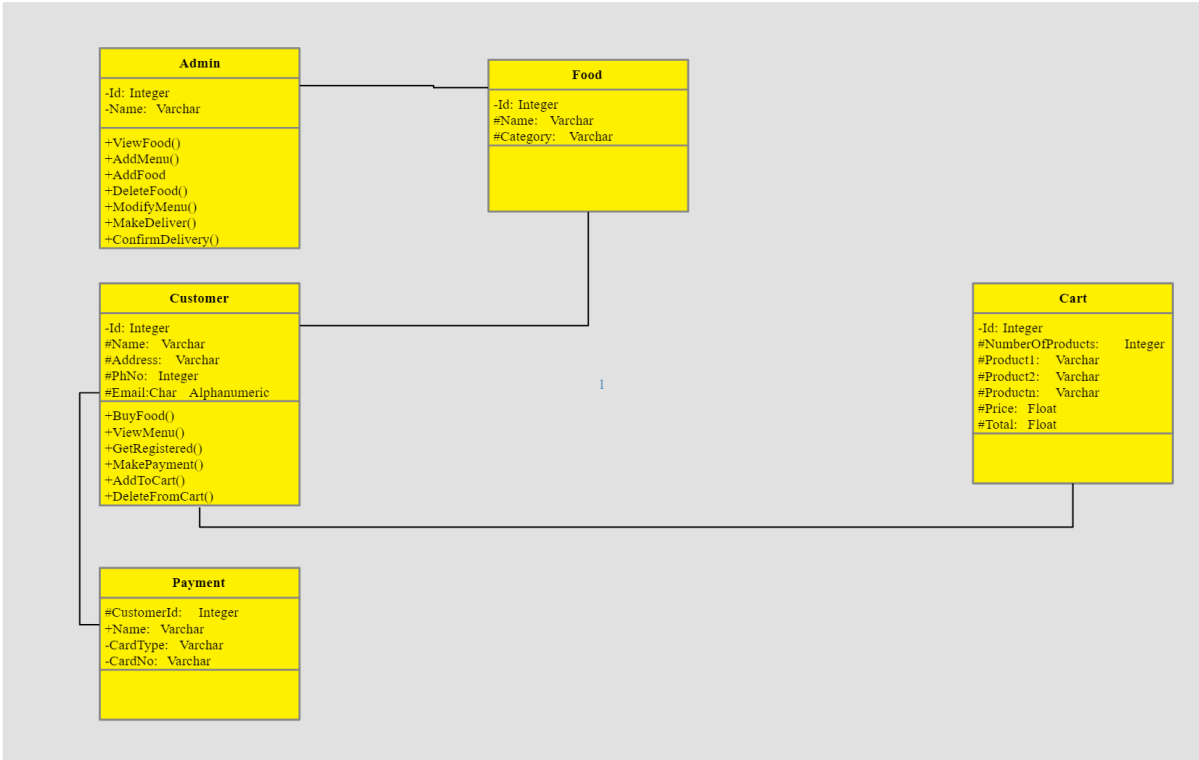 Admin
-Id: Integer
-Name: Varchar
+ViewFood()
+AddMenu()
+AddFood
+DeleteFood()
+ModifyMenu()
+MakeDeliver()
+ConfirmDelivery()
Food
-Id: Integer
#Name: Varchar
#Category: Varchar
Customer
-Id: Integer
#Name: Varchar
#Address: Varchar
#PhNo: Integer
#Email:Char Alphanumeric
+BuyFood()
+ViewMenu()
+GetRegistered()
+MakePayment()
+AddToCart()
+DeleteFromCart()
1
Cart
-Id: Integer
#NumberOfProducts: Integer
#Product1: Varchar
#Product2: Varchar
#Productn: Varchar
#Price: Float
#Total: Float
Payment
#CustomerId: Integer
+Name: Varchar
-CardType: Varchar
-CardNo: Varchar